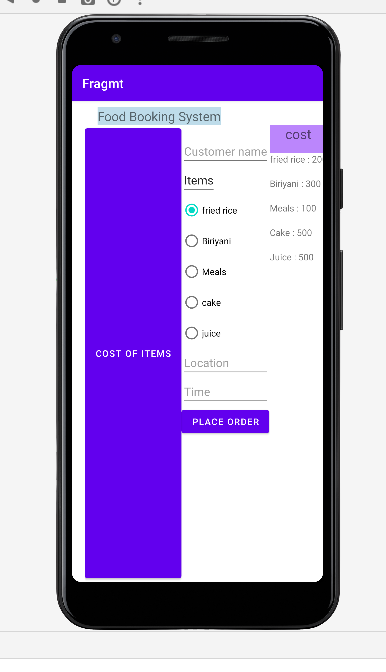 Fragmt
Food Booking System
COST OF ITEMS
Customer name
Items
fried rice
Biriyani
Meals
cake
juice
Location
Time
PLACE ORDER
cost
fried rice : 20
Biriyani : 300
Meals : 100
Cake : 500
Juice : 500